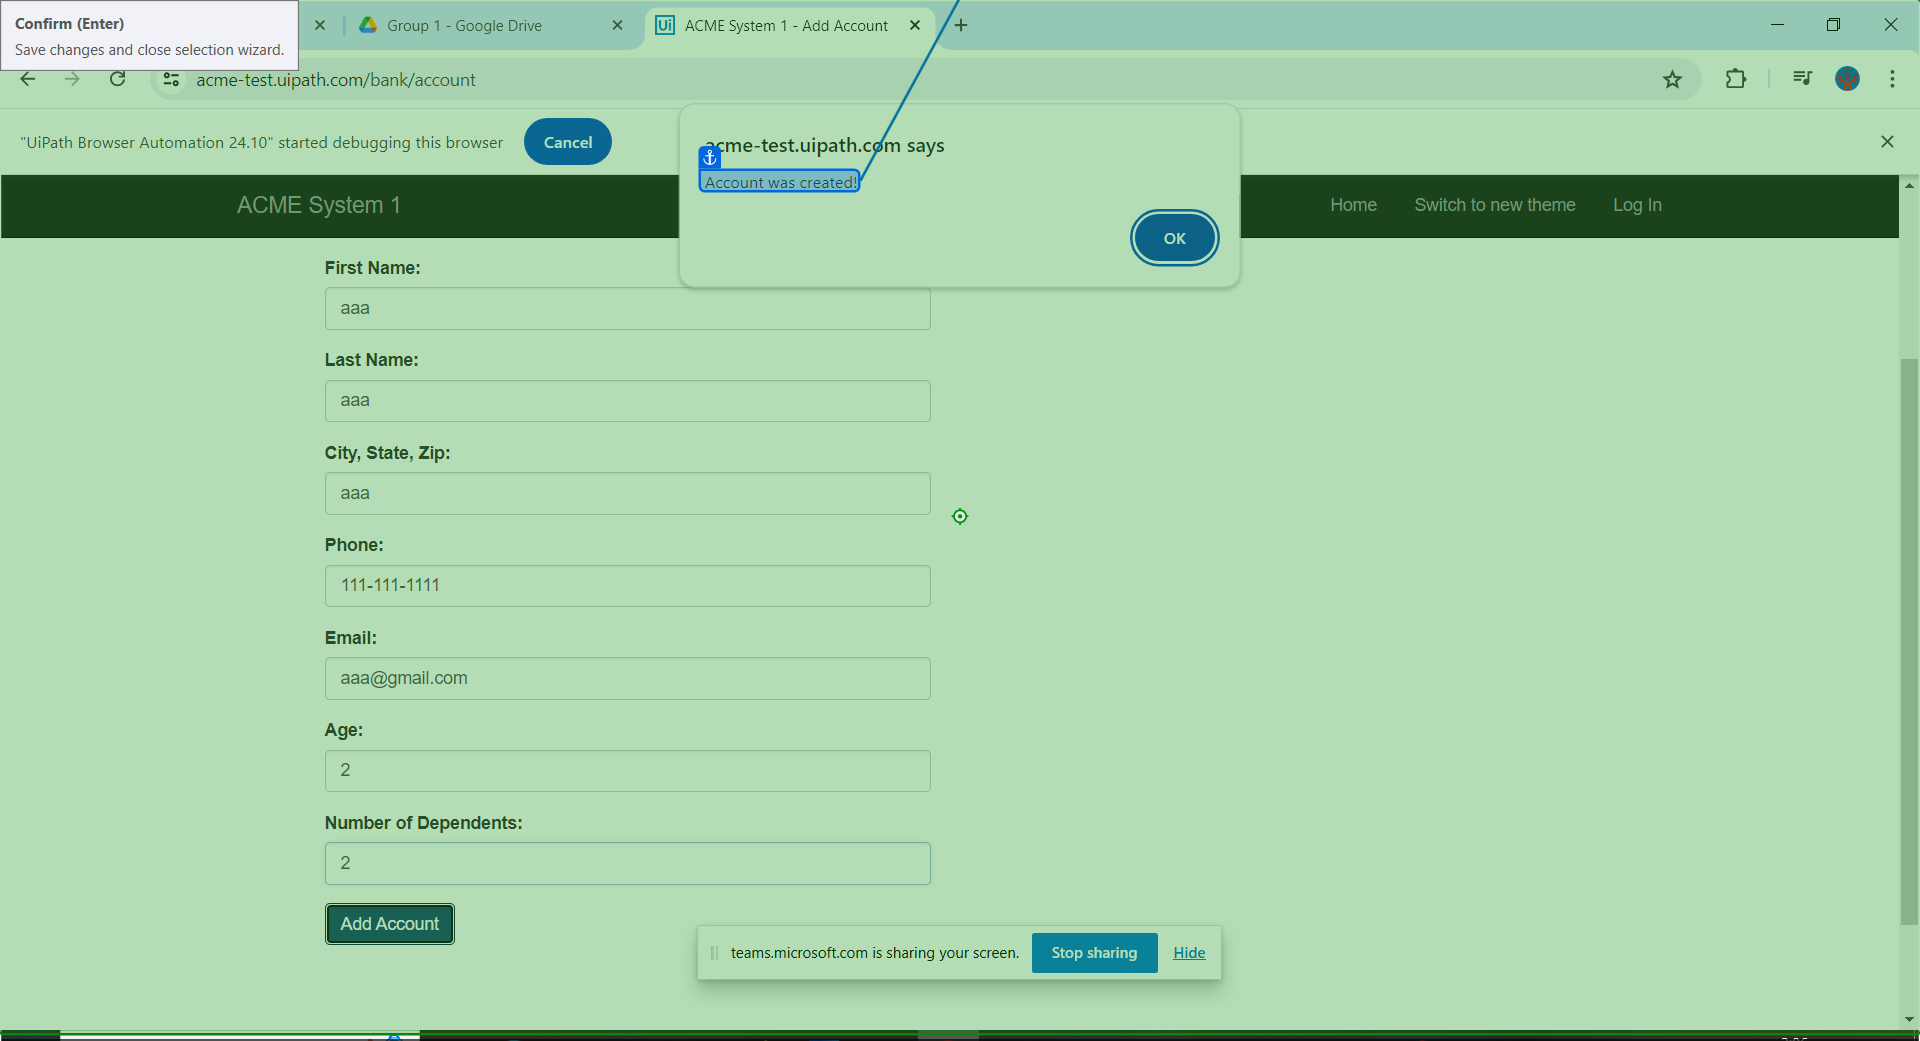 Confirm (Enter)
Save changes and close selection wizard.
Group 1 - Google Drive
Ui
ACME System 1 - Add Account
acme-test.uipath.com/bank/account
"UiPath Browser Automation 24.10" started debugging this browser
Cancel
acme-test.uipath.com says
Account was created!
OK
ACME System 1
Home
Switch to new theme
Log In
First Name:
aaa
Last Name:
aaa
City, State, Zip:
aaa
Phone:
111-111-1111
Email:
aaa@gmail.com
Age:
2
Number of Dependents:
2
Add Account
teams.microsoft.com is sharing your screen.
Stop sharing
Hide